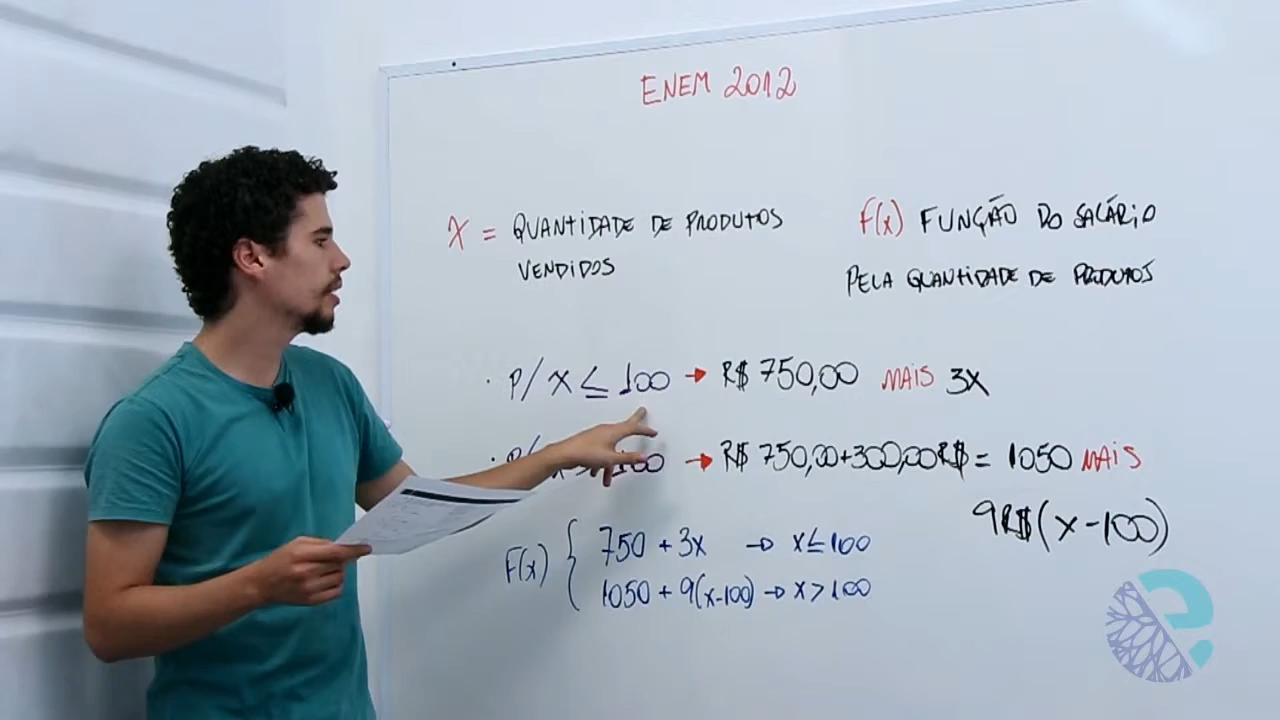 ENEM 2012
X = QUANTIDADE DE PRODUTOS
VENDIDOS
F(x) FUNÇÃO DO SALÁRIO
PELA QUANTIDADE DE PRODUTOS
· P/ X ≤ 100 → R$ 750,00 MAIS 3X
· P/ 100 → R$ 750,00+300,00R$ = 1050 MAIS
9R$(x-100)
F(x) { 750 + 3x → x≤100
1050 + 9(x-100) → x > 100